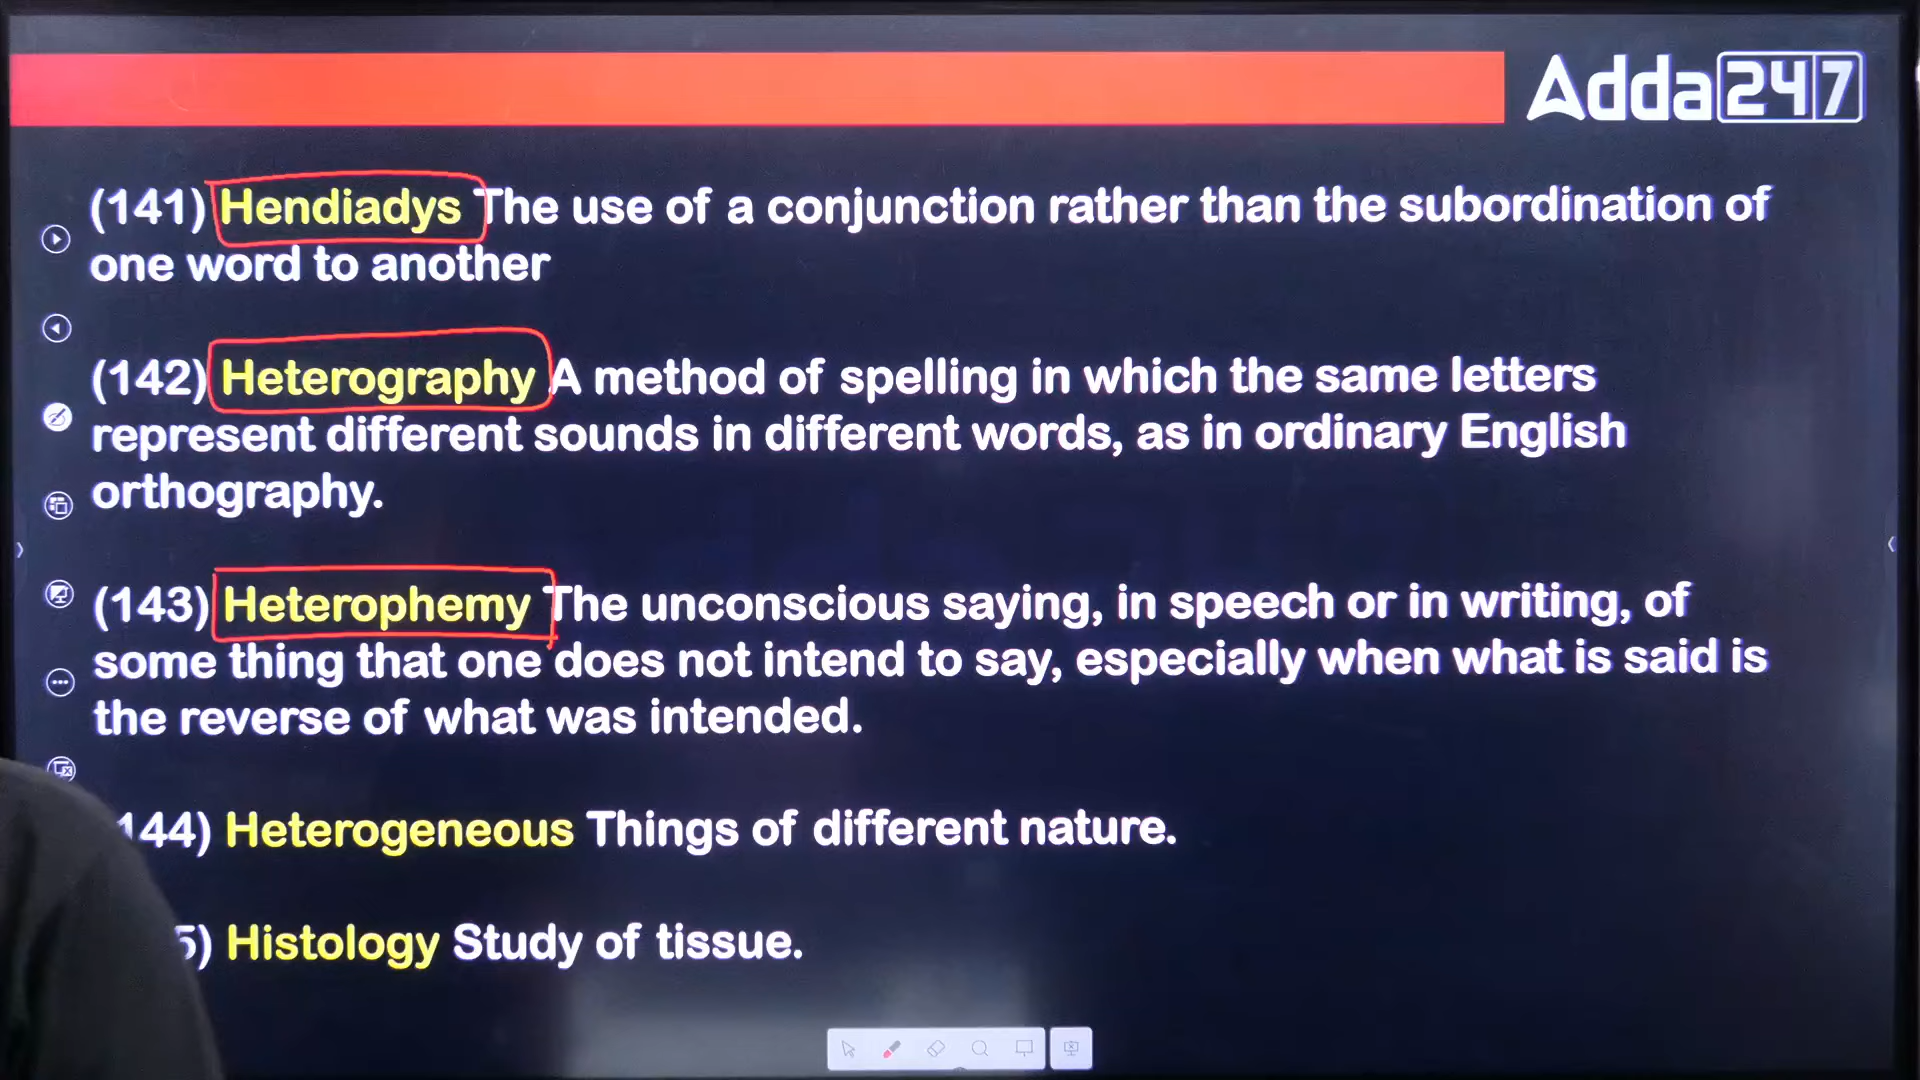 Adda247
(141) Hendiadys The use of a conjunction rather than the subordination of
one word to another
(142) Heterography A method of spelling in which the same letters
represent different sounds in different words, as in ordinary English
orthography.
(143) Heterophemy The unconscious saying, in speech or in writing, of
some thing that one does not intend to say, especially when what is said is
the reverse of what was intended.
144) Heterogeneous Things of different nature.
5) Histology Study of tissue.